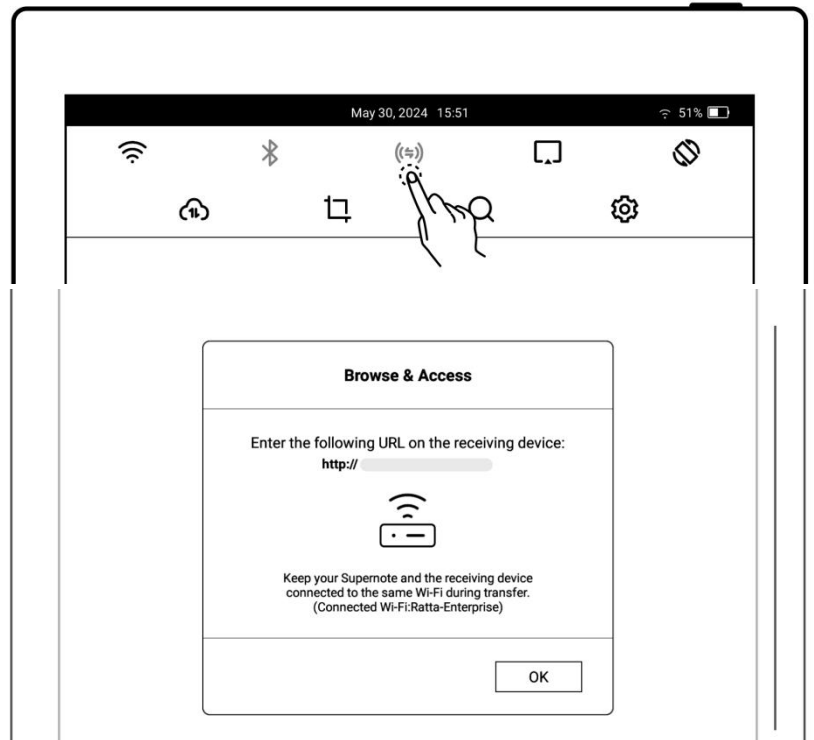 May 30, 2024 15:51
51%
Browse & Access
Enter the following URL on the receiving device:
http://
Keep your Supernote and the receiving device
connected to the same Wi-Fi during transfer.
(Connected Wi-Fi:Ratta-Enterprise)
OK